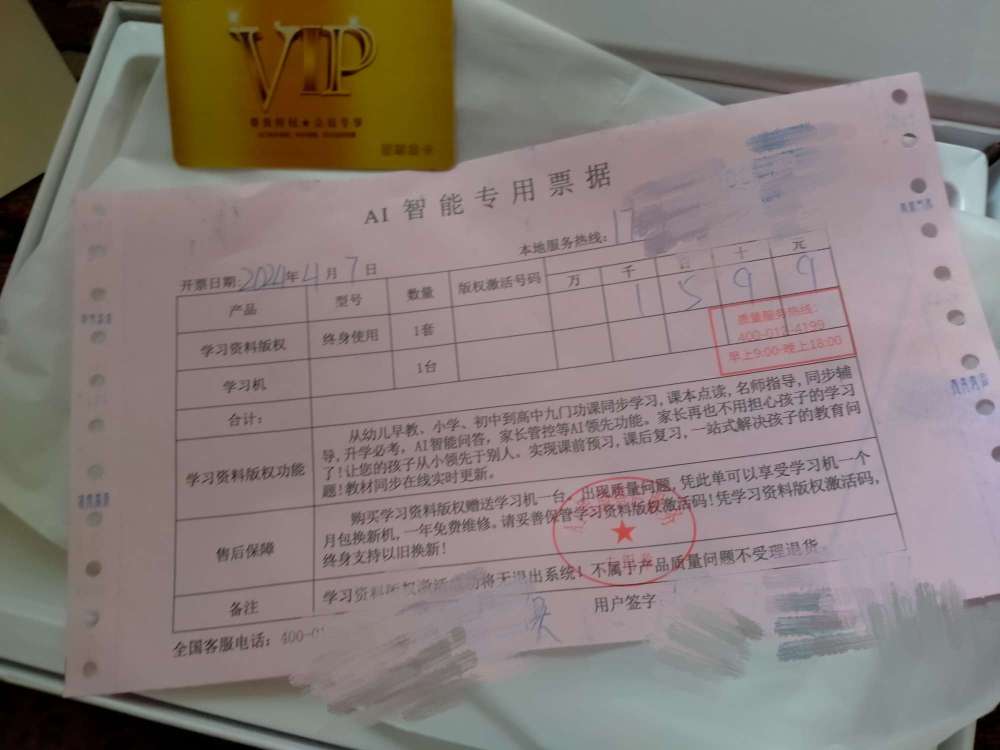 VIP
AI 智能专用票据
本地服务热线: 17
开票日期: 2024年4月7日
产品 型号 数量 版权激活号码 万 千 百 十 元
学习资料版权 终身使用 1套 1 5 9 9
学习机 1台
质量服务热线:
早上9:00-晚上18:00
合计:
学习资料版权功能
从幼儿早教、小学、初中到高中九门功课同步学习,课本点读,名师指导,同步辅
导,升学必考,AI智能问答,家长管控等AI领先功能。家长再也不用担心孩子的学习
了!让您的孩子从小领先于别人。实现课前预习,课后复习,一站式解决孩子的教育问
题!教材同步在线实时更新。
售后保障
购买学习资料版权赠送学习机一台。出现质量问题,凭此单可以享受学习机一个
月包换新机,一年免费维修。请妥善保管学习资料版权激活码!凭学习资料版权激活码,
终身支持以旧换新!
备注
学习资料版权激活成功将无退出系统!不属于产品质量问题不受理退货。
全国客服电话: 400-01
用户签字